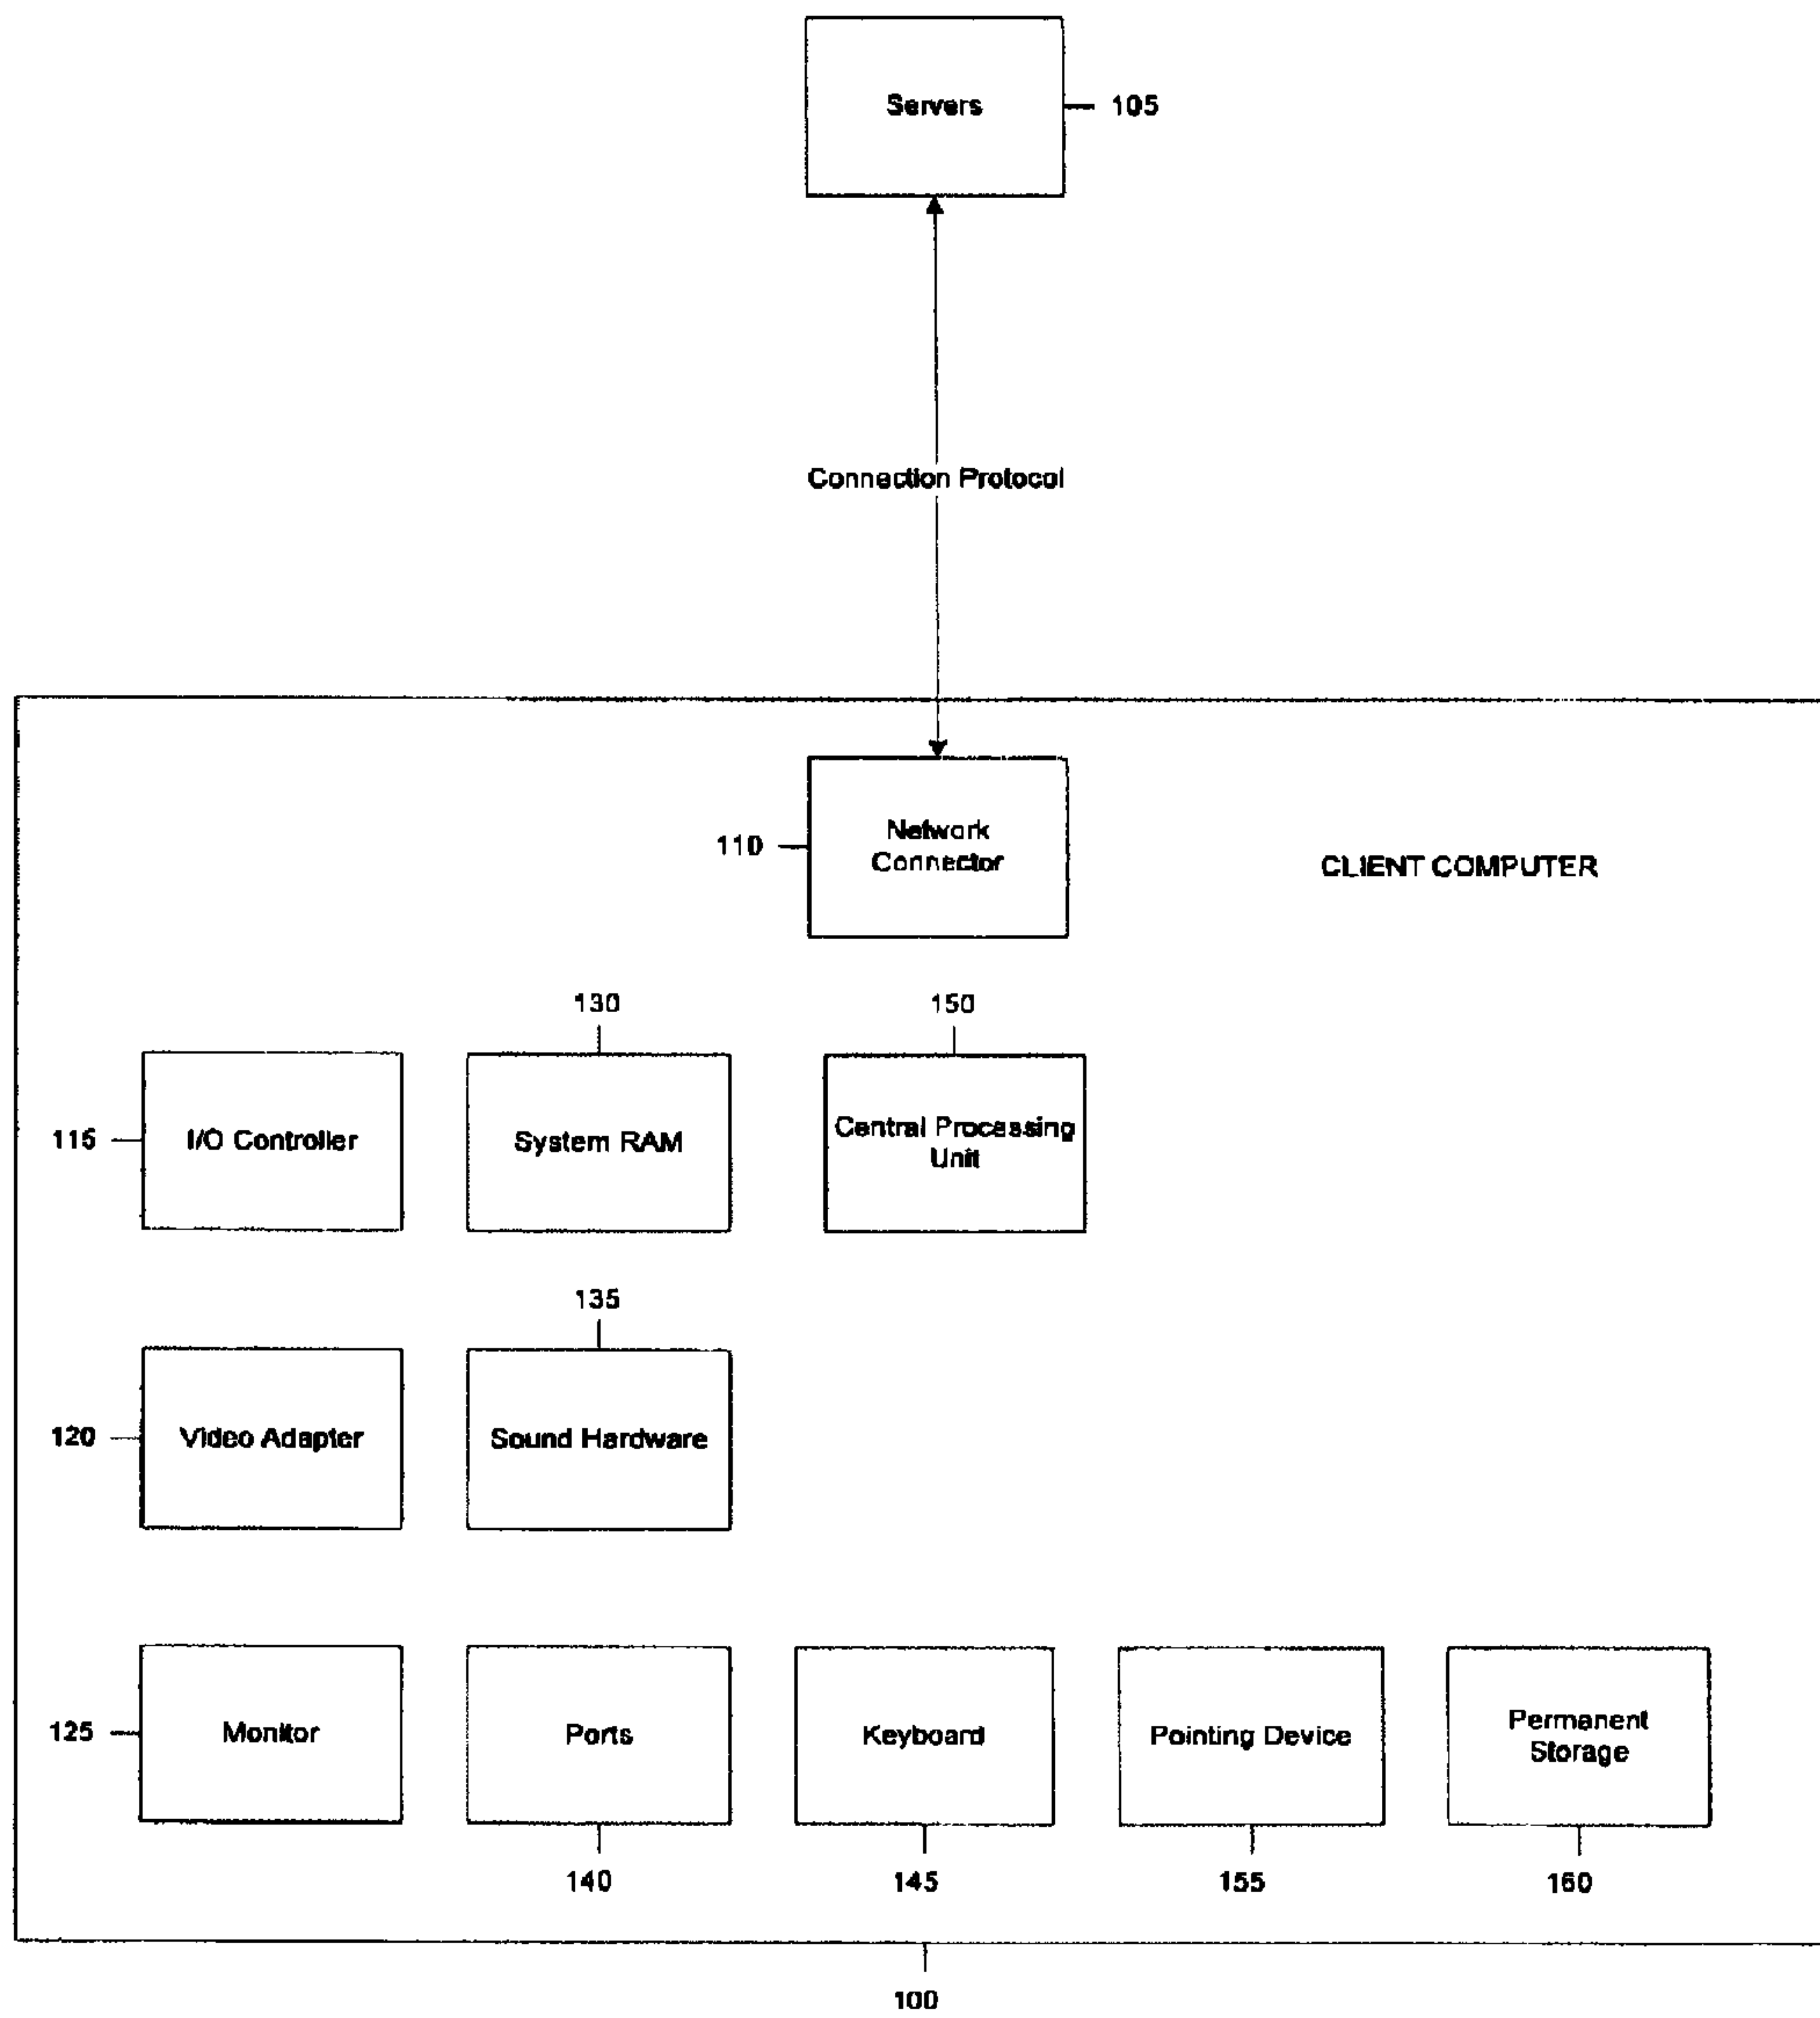 Servers
105
Connection Protocol
110
Network
Connector
CLIENT COMPUTER
130
150
115
I/O Controller
System RAM
Central Processing
Unit
135
120
Video Adapter
Sound Hardware
125
Monitor
Ports
Keyboard
Pointing Device
Permanent
Storage
140
145
155
160
100